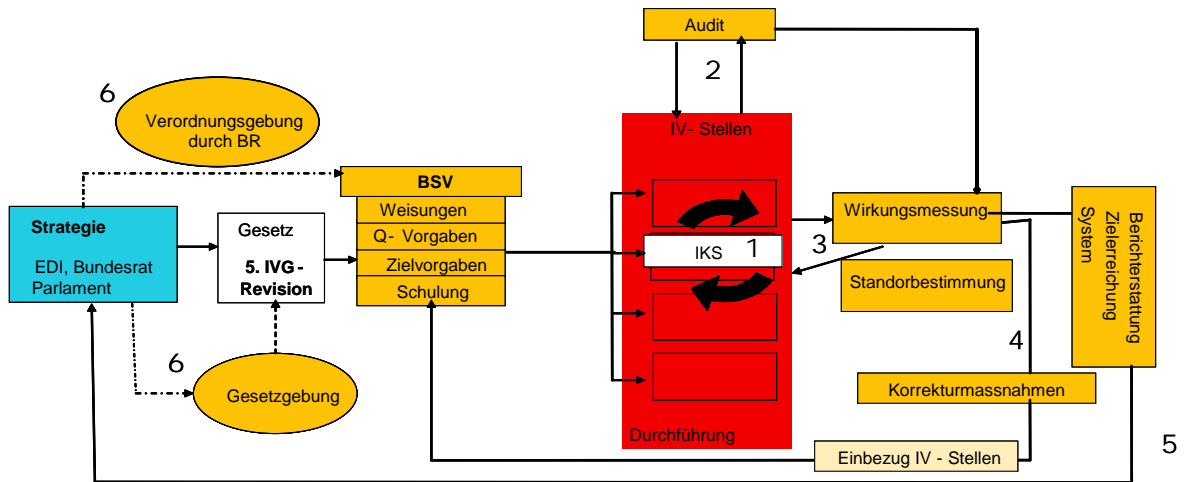 Audit
2
6
Verordnungsgebung
durch BR
IV- Stellen
BSV
Weisungen
Q- Vorgaben
Zielvorgaben
Schulung
Strategie
EDI, Bundesrat
Parlament
Gesetz
5. IVG -
Revision
IKS
1
Wirkungsmessung
3
Standorbestimmung
Berichterstattung
Zielerreichung
System
4
6
Gesetzgebung
Korrekturmassnahmen
Durchführung
Einbezug IV - Stellen
5